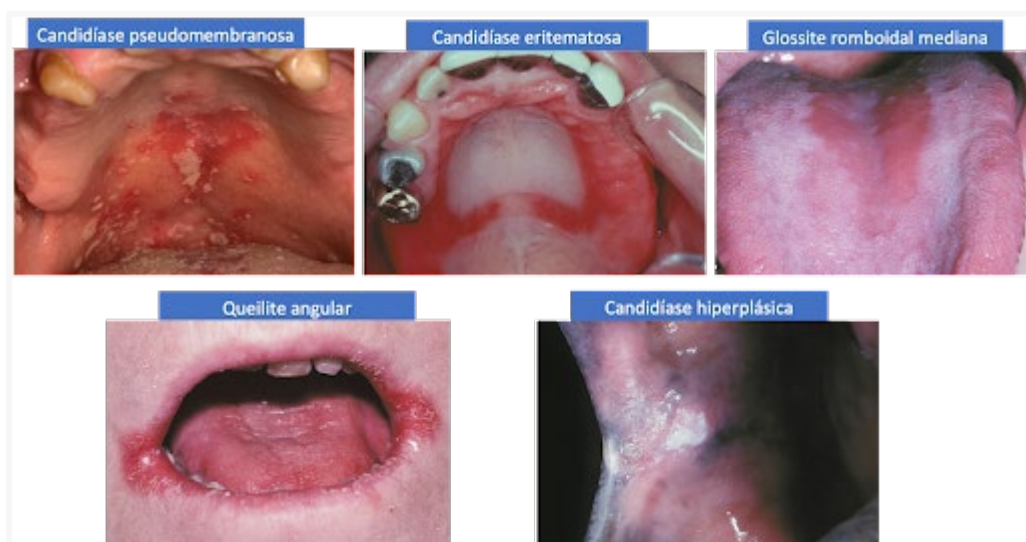 Candidíase pseudomembranosa
Candidíase eritematosa
Glossite romboidal mediana
Queilite angular
Candidíase hiperplásica